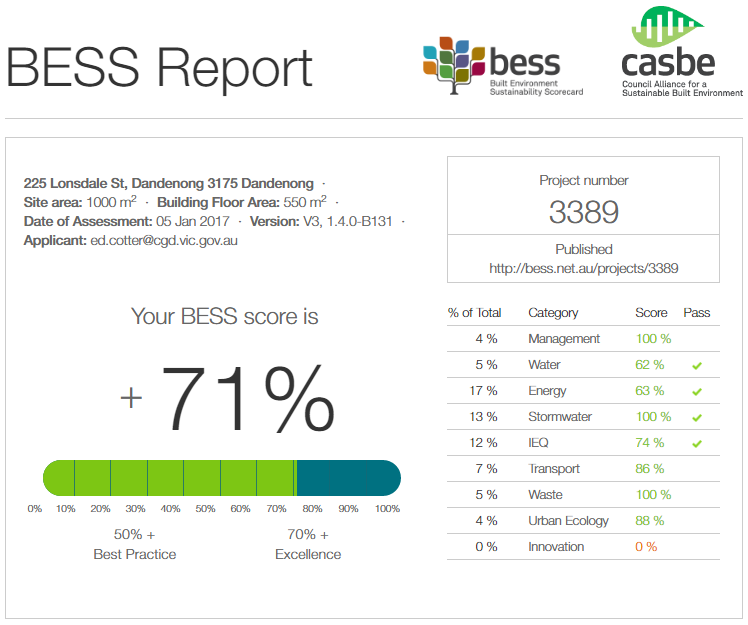 BESS Report
bess
Built Environment
Sustainability Scorecard
casbe
Council Alliance for a
Sustainable Built Environment
225 Lonsdale St, Dandenong 3175 Dandenong ·
Site area: 1000 m² · Building Floor Area: 550 m² ·
Date of Assessment: 05 Jan 2017 · Version: V3, 1.4.0-B131 ·
Applicant: ed.cotter@cgd.vic.gov.au
Project number
3389
Published
http://bess.net.au/projects/3389
Your BESS score is
+ 71%
0% 10% 20% 30% 40% 50% 60% 70% 80% 90% 100%
50% +
Best Practice
70% +
Excellence
% of Total Category Score Pass
4 % Management 100 %
5 % Water 62 % ✔
17 % Energy 63 % ✔
13 % Stormwater 100 % ✔
12 % IEQ 74 % ✔
7 % Transport 86 %
5 % Waste 100 %
4 % Urban Ecology 88 %
0 % Innovation 0 %